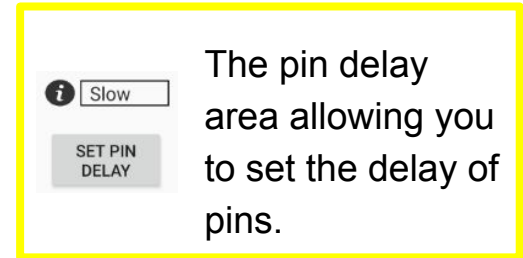 i Slow
SET PIN
DELAY
The pin delay
area allowing you
to set the delay of
pins.